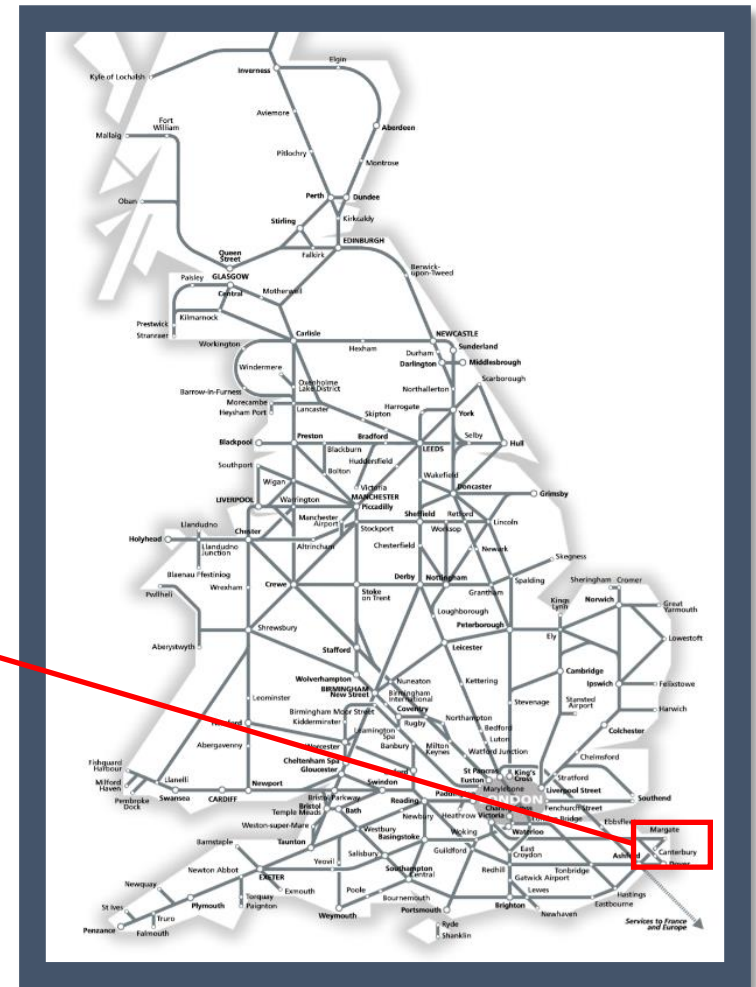 Elgin
Inverness
Kyle of Lochalsh
Aviemore
Fort
William
Aberdeen
Mallaig
Pitlochry
Montrose
Perth
Dundee
Oban
Stirling
Kirkcaldy
EDINBURGH
Queen
Street
Falkirk
GLASGOW
Central
Paisley
Motherwell
Berwick-
upon-Tweed
Prestwick
Kilmarnock
Stranraer
Carlisle
NEWCASTLE
Workington
Hexham
Sunderland
Durham
Darlington
Middlesbrough
Windermere
Oxenholme
Lake District
Northallerton
Scarborough
Barrow-in-Furness
Morecambe
Heysham Port
Lancaster
Harrogate
Skipton
York
Preston
Bradford
Selby
Blackpool
Blackburn
LEEDS
Hull
Huddersfield
Southport
Bolton
Wakefield
Wigan
Victoria
Doncaster
Grimsby
LIVERPOOL
Warrington
MANCHESTER
Piccadilly
Manchester
Airport
Sheffield
Retford
Lincoln
Llandudno
Chester
Stockport
Worksop
Holyhead
Llandudno
Junction
Altrincham
Chesterfield
Newark
Skegness
Blaenau Ffestiniog
Wrexham
Crewe
Derby
Nottingham
Spalding
Sheringham
Cromer
Pwllheli
Stoke
on Trent
Grantham
Kings
Lynn
Norwich
Great
Yarmouth
Loughborough
Peterborough
Shrewsbury
Ely
Lowestoft
Aberystwyth
Stafford
Leicester
Wolverhampton
Nuneaton
Kettering
Cambridge
BIRMINGHAM
New Street
Birmingham
International
Ipswich
Felixstowe
Leominster
Coventry
Stevenage
Stansted
Airport
Harwich
Birmingham Moor Street
Kidderminster
Rugby
Northampton
Colchester
Leamington
Spa
Bedford
Luton
Abergavenny
Worcester
Banbury
Milton
Keynes
Watford Junction
Chelmsford
Cheltenham Spa
Gloucester
St Pancras
King's
Cross
Stratford
Fishguard
Harbour
Euston
Marylebone
Liverpool Street
Milford
Haven
Llanelli
Newport
Swindon
Southend
Pembroke
Dock
Swansea
CARDIFF
Bristol Parkway
Reading
Fenchurch Street
Bristol
Temple Meads
Bath
Newbury
Heathrow
Victoria
Weston-super-Mare
Westbury
Basingstoke
Woking
Waterloo
Margate
Barnstaple
Taunton
Salisbury
Guildford
East
Croydon
Ashford
Canterbury
Newton Abbot
Yeovil
Southampton
Central
Redhill
Tonbridge
Dover
EXETER
Gatwick Airport
Newquay
Exmouth
Poole
Lewes
Hastings
St Ives
Plymouth
Torquay
Paignton
Bournemouth
Eastbourne
Truro
Weymouth
Portsmouth
Brighton
Newhaven
Penzance
Falmouth
Ryde
Shanklin
Services to France
and Europe